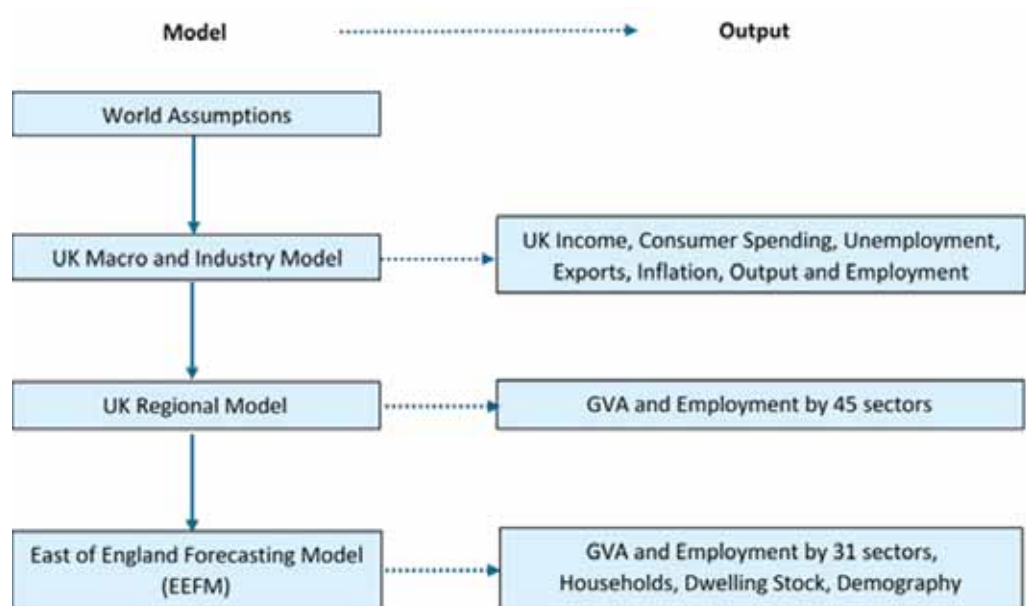 Model
Output
World Assumptions
UK Macro and Industry Model
UK Income, Consumer Spending, Unemployment,
Exports, Inflation, Output and Employment
UK Regional Model
GVA and Employment by 45 sectors
East of England Forecasting Model
(EEFM)
GVA and Employment by 31 sectors,
Households, Dwelling Stock, Demography